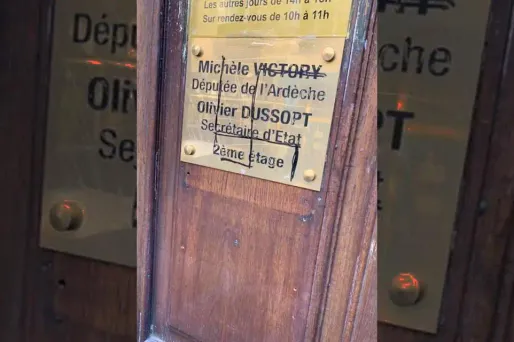 Les autres jours de 14h à 16h
Sur rendez-vous de 10h à 11h
Michèle VICTORY
Députée de l'Ardèche
Olivier DUSSOPT
Secrétaire d'Etat
2ème étage